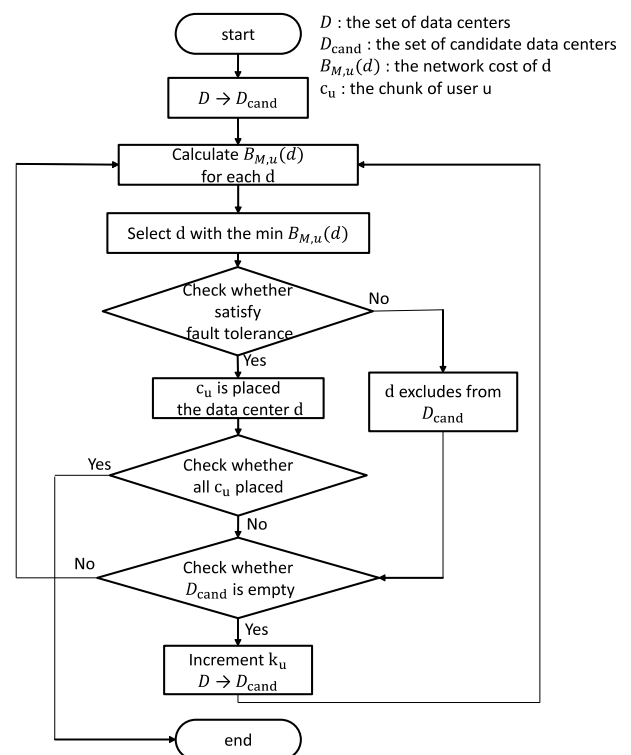 start
D : the set of data centers
D_cand : the set of candidate data centers
B_{M,u}(d) : the network cost of d
c_u : the chunk of user u
D → D_cand
Calculate B_{M,u}(d)
for each d
Select d with the min B_{M,u}(d)
Check whether
satisfy
fault tolerance
No
Yes
c_u is placed
the data center d
d excludes from
D_cand
Yes
Check whether
all c_u placed
No
No
Check whether
D_cand is empty
Yes
Increment k_u
D → D_cand
end